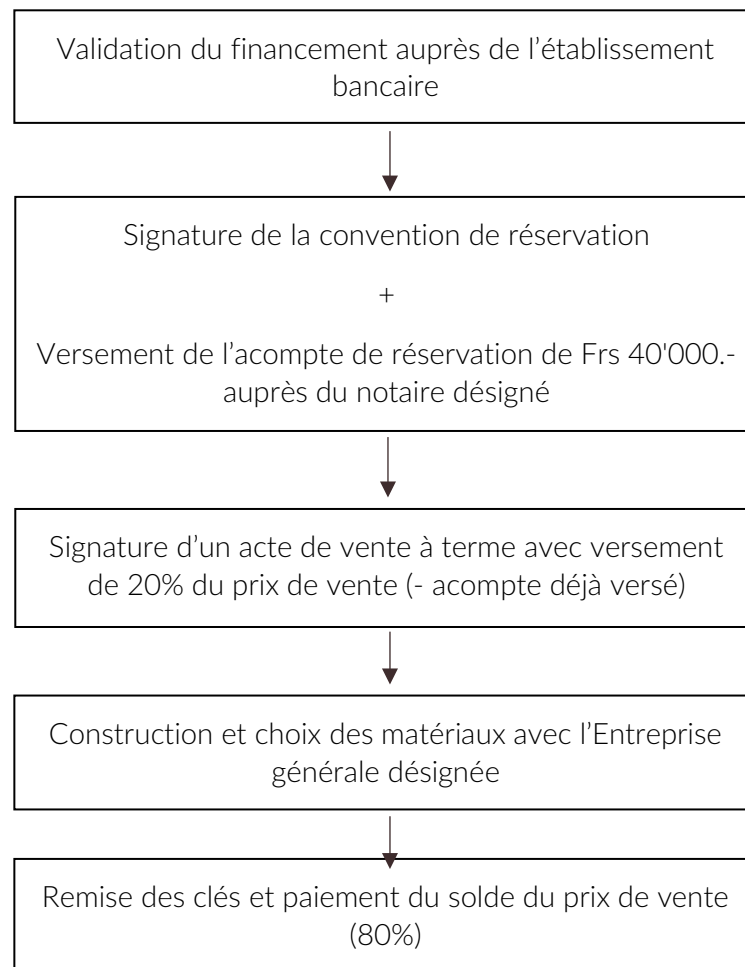 Validation du financement auprès de l’établissement
bancaire
Signature de la convention de réservation
+
Versement de l’acompte de réservation de Frs 40'000.-
auprès du notaire désigné
Signature d’un acte de vente à terme avec versement
de 20% du prix de vente (- acompte déjà versé)
Construction et choix des matériaux avec l’Entreprise
générale désignée
Remise des clés et paiement du solde du prix de vente
(80%)